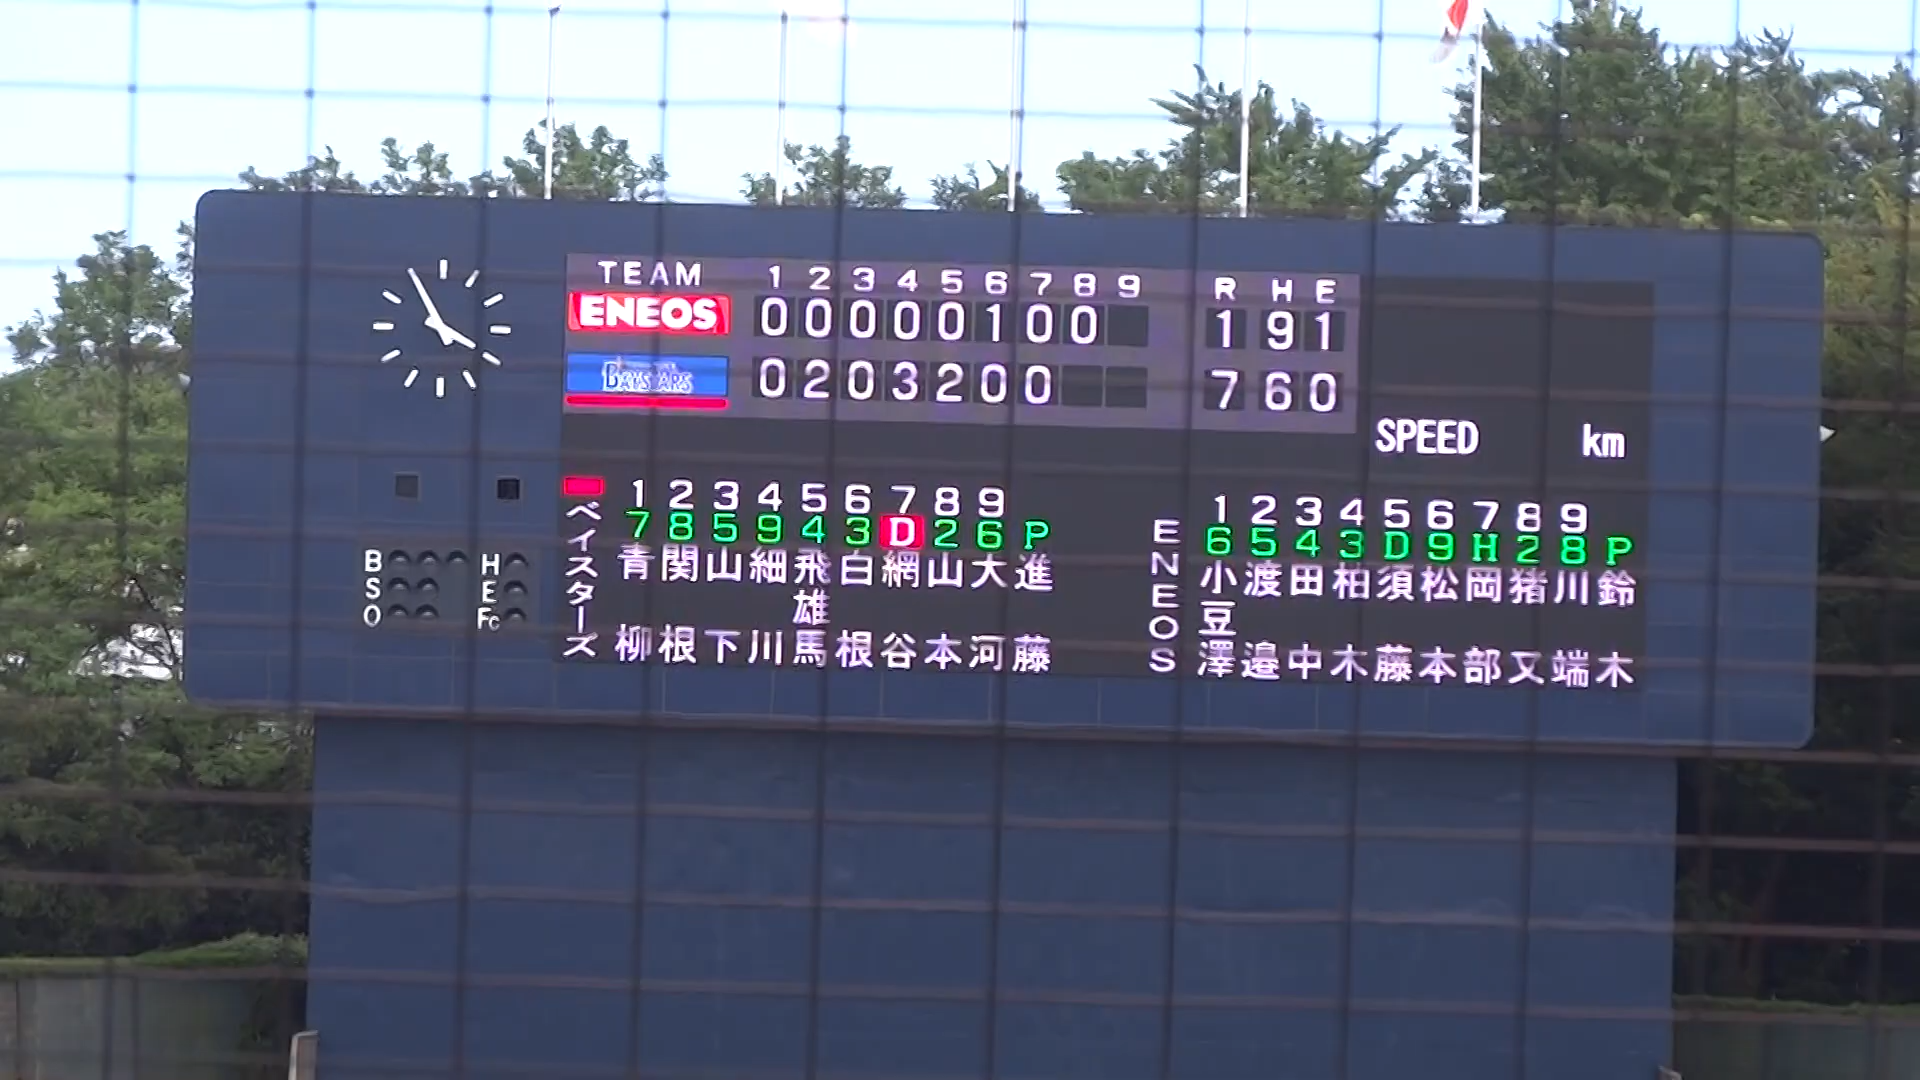 TEAM 1 2 3 4 5 6 7 8 9 R H E
ENEOS 0 0 0 0 0 1 0 0 1 9 1
BAYSTARS 0 2 0 3 2 0 0 7 6 0
SPEED km
B H
S E
O Fc
ベイスターズ
1 2 3 4 5 6 7 8 9
7 8 5 9 4 3 D 2 6 P
青柳
関根
山下
細川
飛雄馬
白根
網谷
山本
大河
進藤
ENEOS
1 2 3 4 5 6 7 8 9
6 5 4 3 D 9 H 2 8 P
小豆澤
渡邉
田中
柏木
須藤
松本
岡部
猪又
川端
鈴木